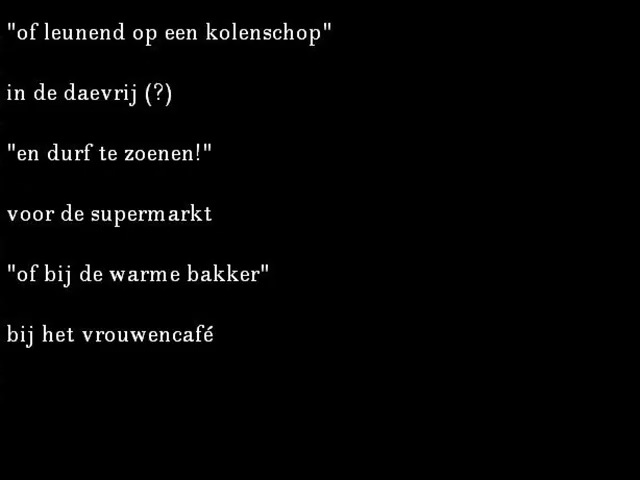 "of leunend op een kolenschop"
in de daevrij (?)
"en durf te zoenen!"
voor de supermarkt
"of bij de warme bakker"
bij het vrouwencafé